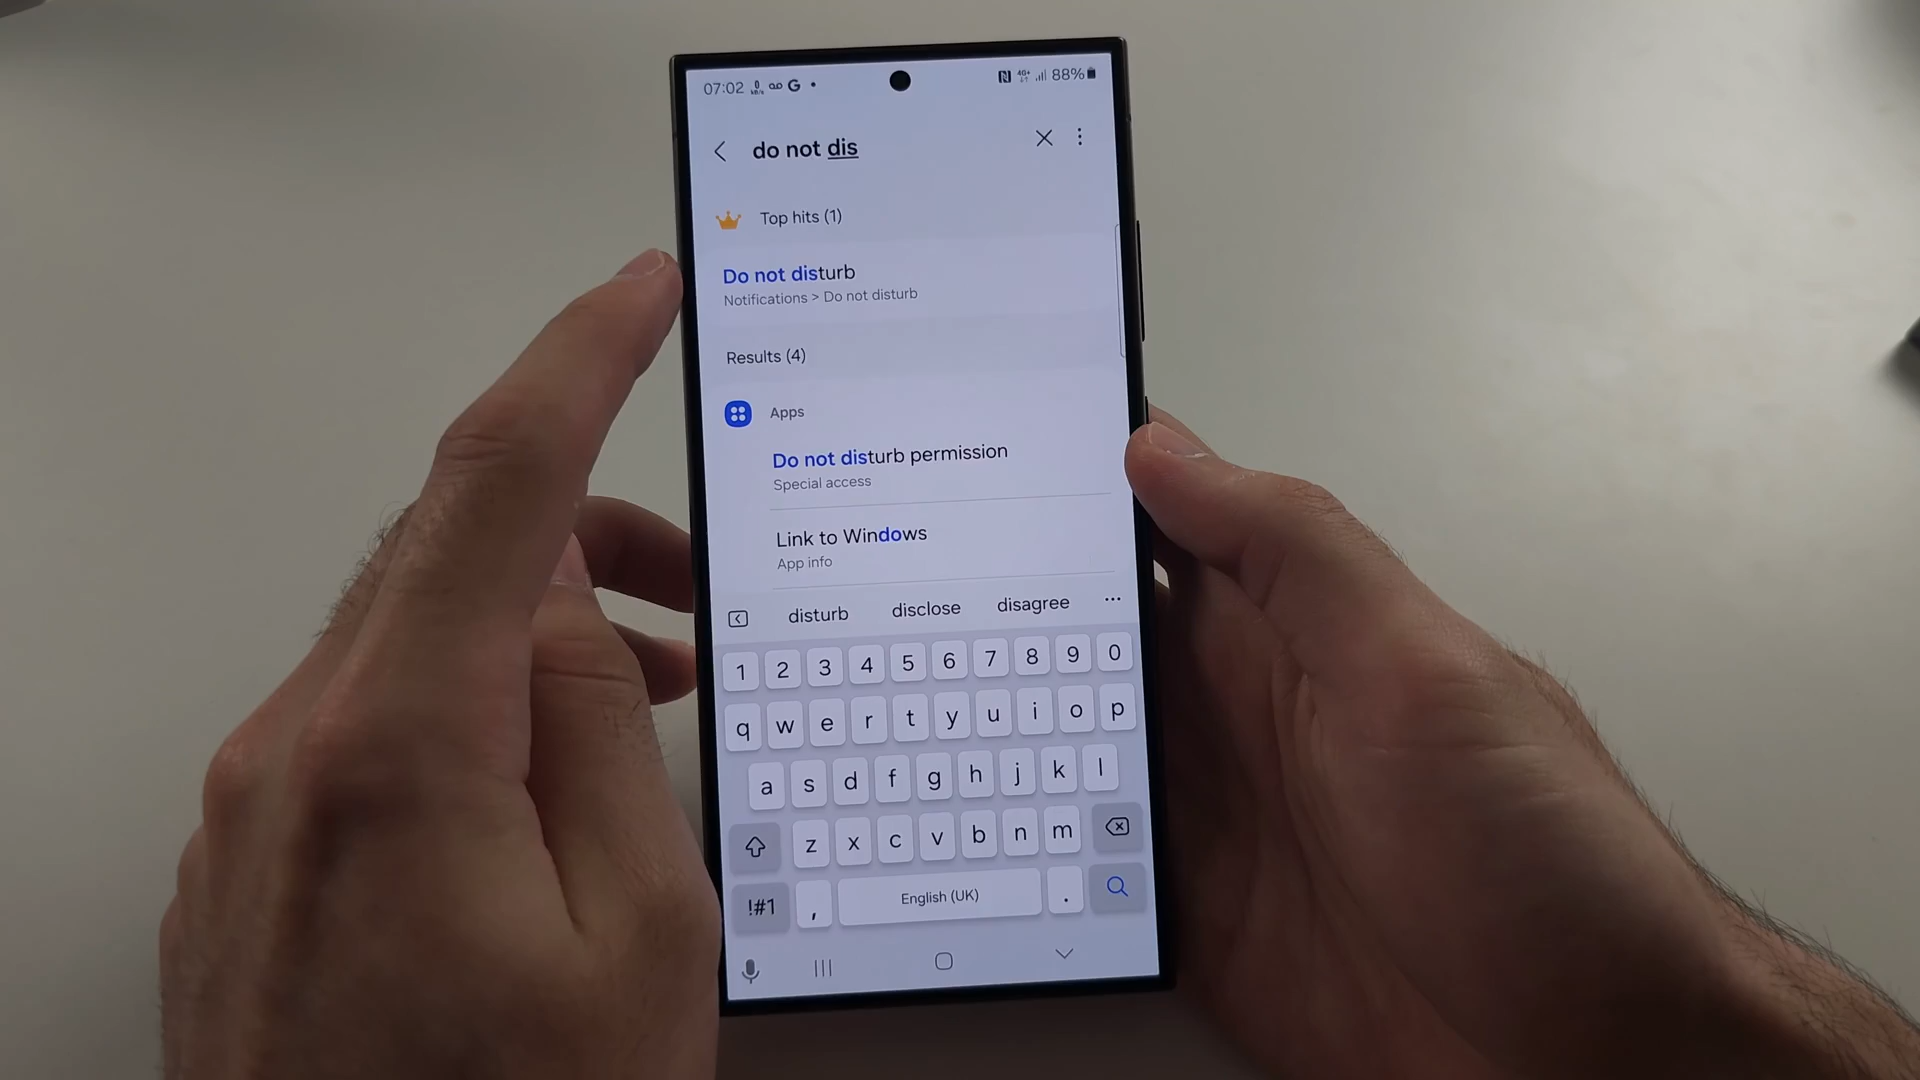 07:02 G 4G+ 88%
do not dis
Top hits (1)
Do not disturb
Notifications > Do not disturb
Results (4)
Apps
Do not disturb permission
Special access
Link to Windows
App info
disturb disclose disagree ...
1 2 3 4 5 6 7 8 9 0
q w e r t y u i o p
a s d f g h j k l
z x c v b n m
!#1 , English (UK) .